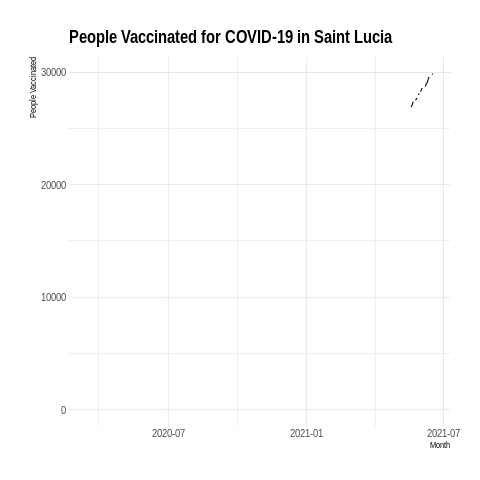 People Vaccinated for COVID-19 in Saint Lucia
People Vaccinated
30000
20000
10000
0
2020-07
2021-01
2021-07
Month